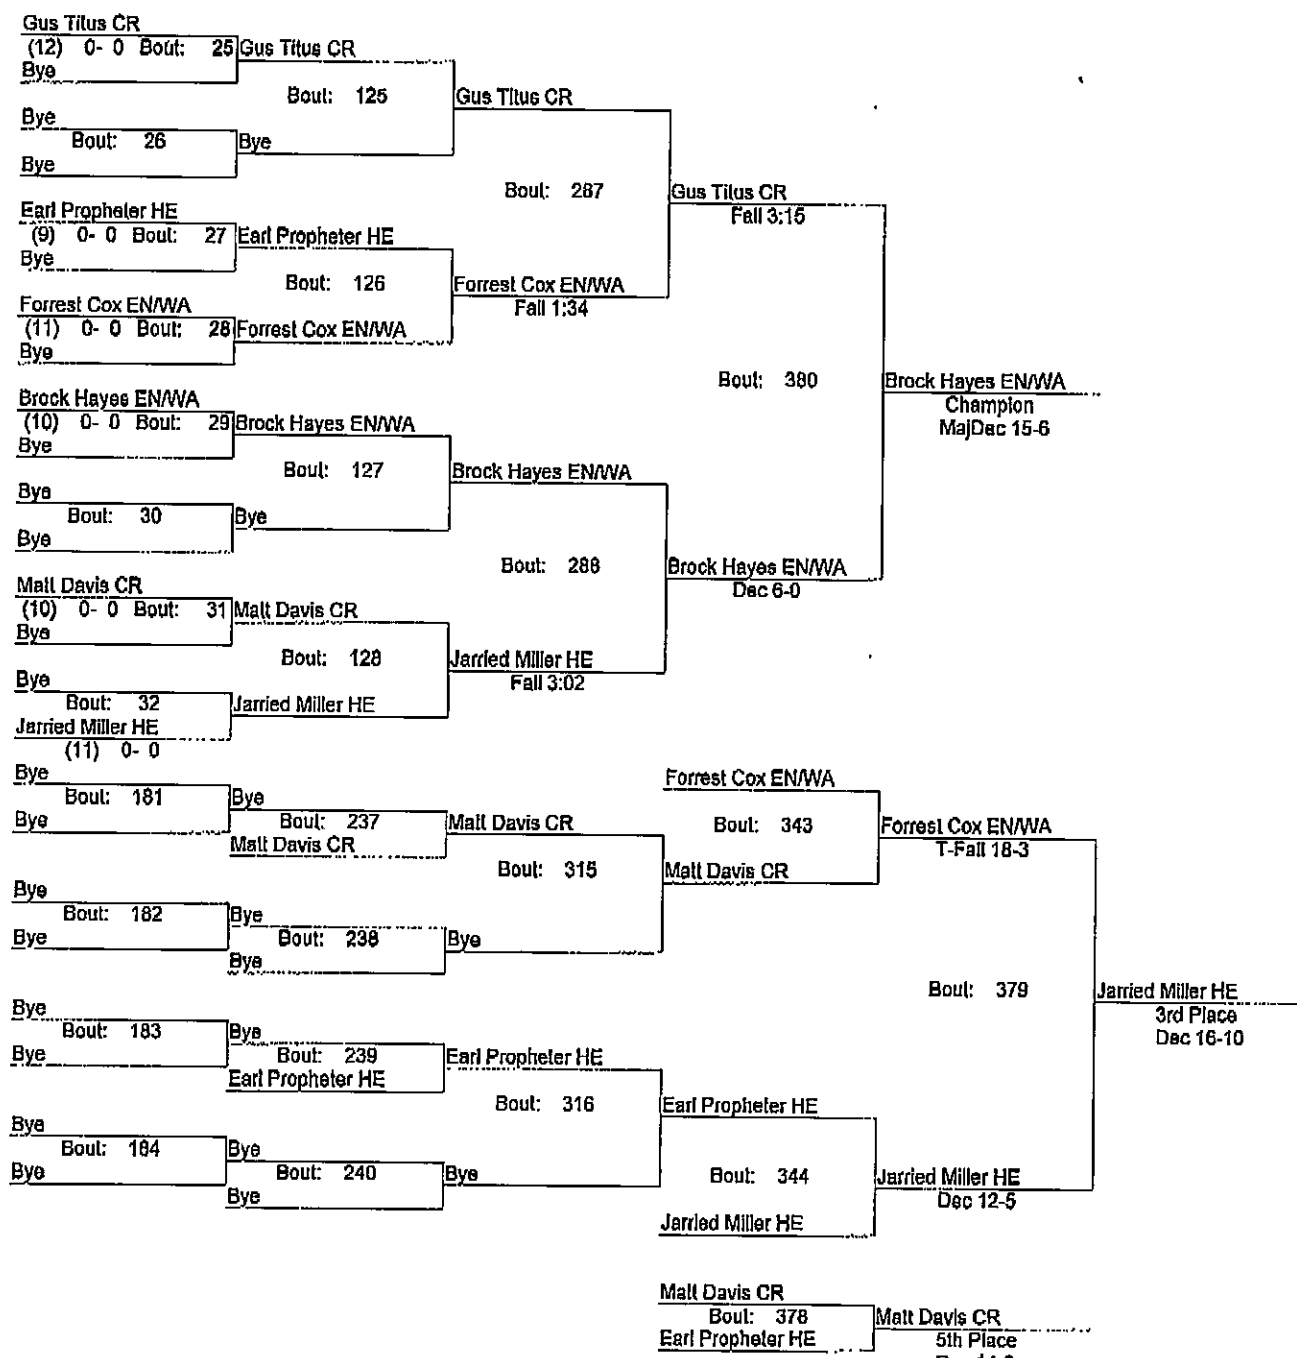 Gus Titus CR
(12) 0- 0 Bout: 25 Gus Titus CR
Bye
Bout: 125 Gus Titus CR
Bye
Bout: 26 Bye
Bye
Bout: 287 Gus Titus CR
Fall 3:15
Earl Propheter HE
(9) 0- 0 Bout: 27 Earl Propheter HE
Bye
Bout: 126 Forrest Cox EN/WA
Fall 1:34
Forrest Cox EN/WA
(11) 0- 0 Bout: 28 Forrest Cox EN/WA
Bye
Bout: 380 Brock Hayes EN/WA
Champion
MajDec 15-6
Brock Hayes EN/WA
(10) 0- 0 Bout: 29 Brock Hayes EN/WA
Bye
Bout: 127 Brock Hayes EN/WA
Bye
Bout: 30 Bye
Bye
Bout: 288 Brock Hayes EN/WA
Dec 6-0
Matt Davis CR
(10) 0- 0 Bout: 31 Matt Davis CR
Bye
Bout: 128 Jarried Miller HE
Fall 3:02
Bye
Bout: 32 Jarried Miller HE
Jarried Miller HE
(11) 0- 0
Bye
Bout: 181 Bye
Bye
Bout: 237 Matt Davis CR
Matt Davis CR
Forrest Cox EN/WA
Bout: 343 Forrest Cox EN/WA
T-Fall 18-3
Bout: 315 Matt Davis CR
Bye
Bout: 182 Bye
Bye
Bout: 238 Bye
Bye
Bout: 379 Jarried Miller HE
3rd Place
Dec 16-10
Bye
Bout: 183 Bye
Bye
Bout: 239 Earl Propheter HE
Earl Propheter HE
Bout: 316 Earl Propheter HE
Bye
Bout: 184 Bye
Bye
Bout: 240 Bye
Bye
Bout: 344 Jarried Miller HE
Dec 12-5
Jarried Miller HE
Matt Davis CR
Bout: 378 Matt Davis CR
Earl Propheter HE
5th Place